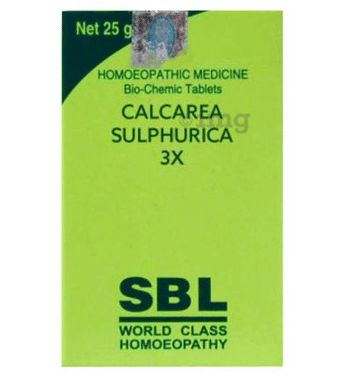 Net 25 g
HOMOEOPATHIC MEDICINE
Bio-Chemic Tablets
CALCAREA
SULPHURICA
3X
SBL
WORLD CLASS
HOMOEOPATHY